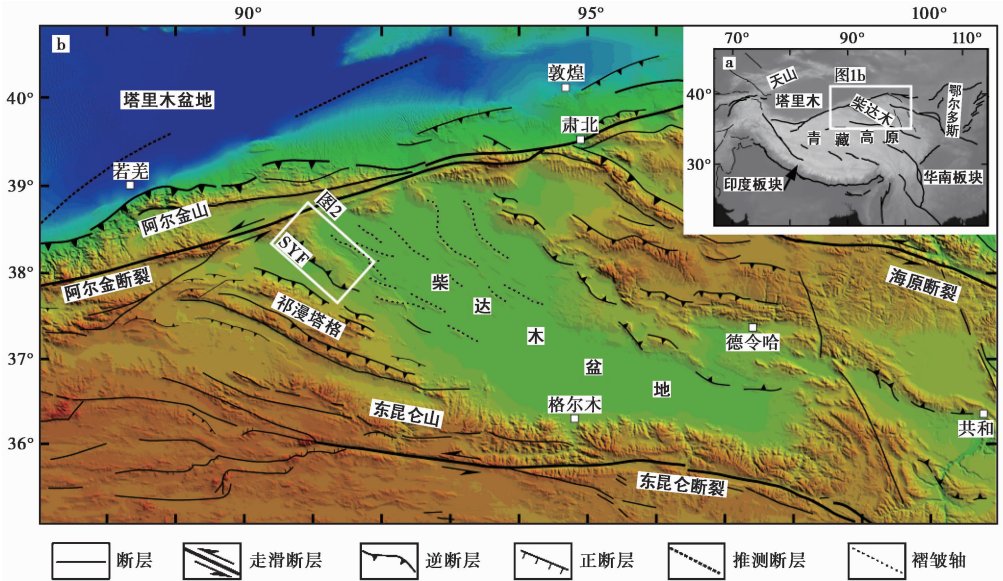 90°
95°
100°
b
40°
39°
38°
37°
36°
塔里木盆地
敦煌
肃北
若羌
阿尔金山
图2
SYF
阿尔金断裂
祁漫塔格
柴达木盆地
德令哈
海原断裂
东昆仑山
格尔木
共和
东昆仑断裂
a
70°
90°
110°
40°
30°
天山
图1b
塔里木
柴达木
鄂尔多斯
青藏高原
印度板块
华南板块
断层
走滑断层
逆断层
正断层
推测断层
褶皱轴